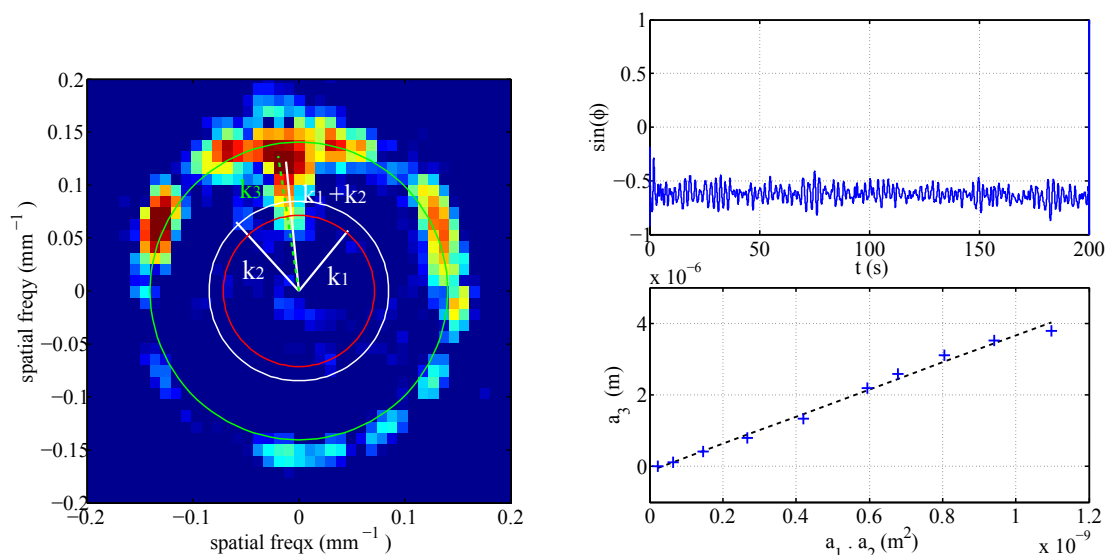 0.2
0.15
0.1
0.05
0
−0.05
−0.1
−0.15
−0.2
−0.2
−0.1
0
0.1
0.2
spatial freqx (mm⁻¹)
spatial freqy (mm⁻¹)
k₃
k₁+k₂
k₂
k₁
1
0.5
0
−0.5
−1
0
50
100
150
200
t (s)
sin(ϕ)
x 10⁻⁶
4
2
0
0
0.2
0.4
0.6
0.8
1
1.2
a₁ . a₂ (m²)
x 10⁻⁹
a₃ (m)